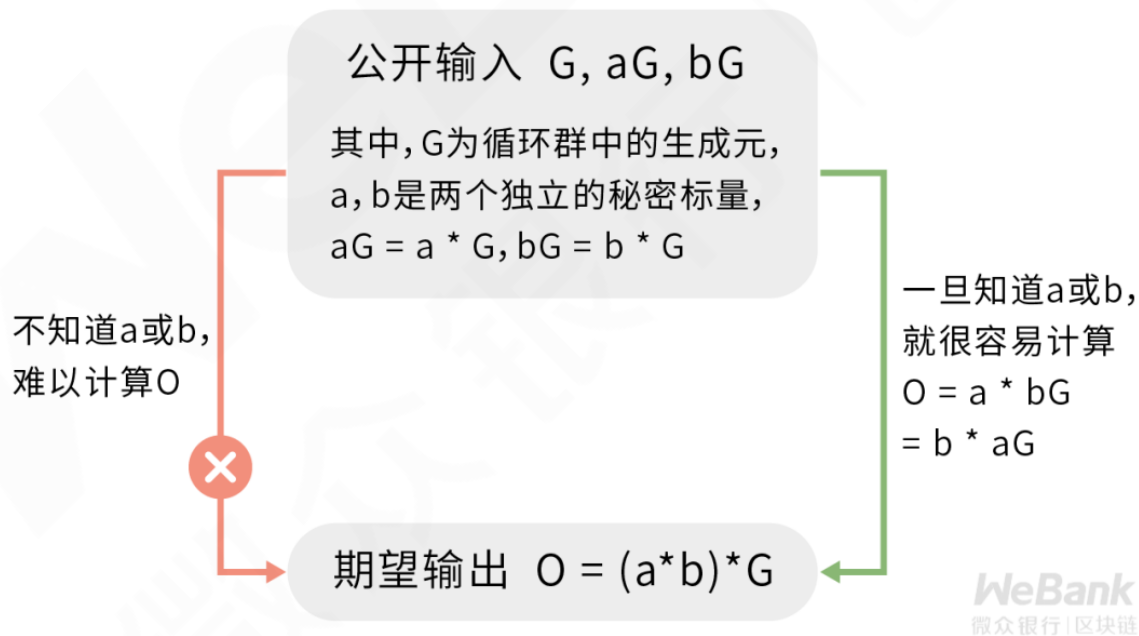 公开输入 G, aG, bG
其中，G为循环群中的生成元，
a，b是两个独立的秘密标量，
aG = a * G, bG = b * G
不知道a或b，
难以计算O
一旦知道a或b，
就很容易计算
O = a * bG
= b * aG
期望输出 O = (a*b)*G
WeBank
微众银行|区块链